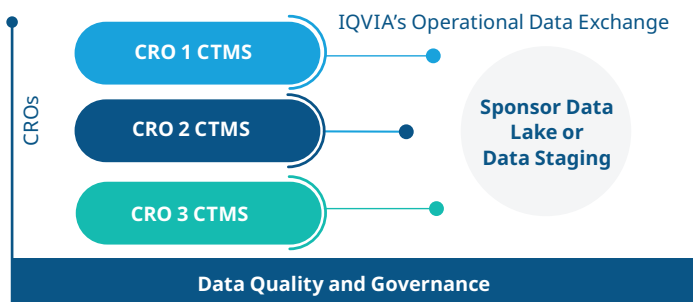 IQVIA’s Operational Data Exchange
CROs
CRO 1 CTMS
CRO 2 CTMS
CRO 3 CTMS
Sponsor Data
Lake or
Data Staging
Data Quality and Governance